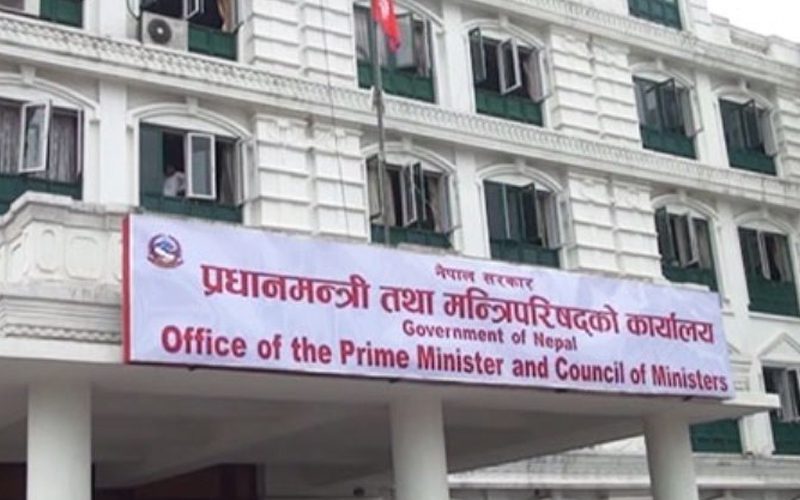 नेपाल सरकार
प्रधानमन्त्री तथा मन्त्रिपरिषद्को कार्यालय
Government of Nepal
Office of the Prime Minister and Council of Ministers